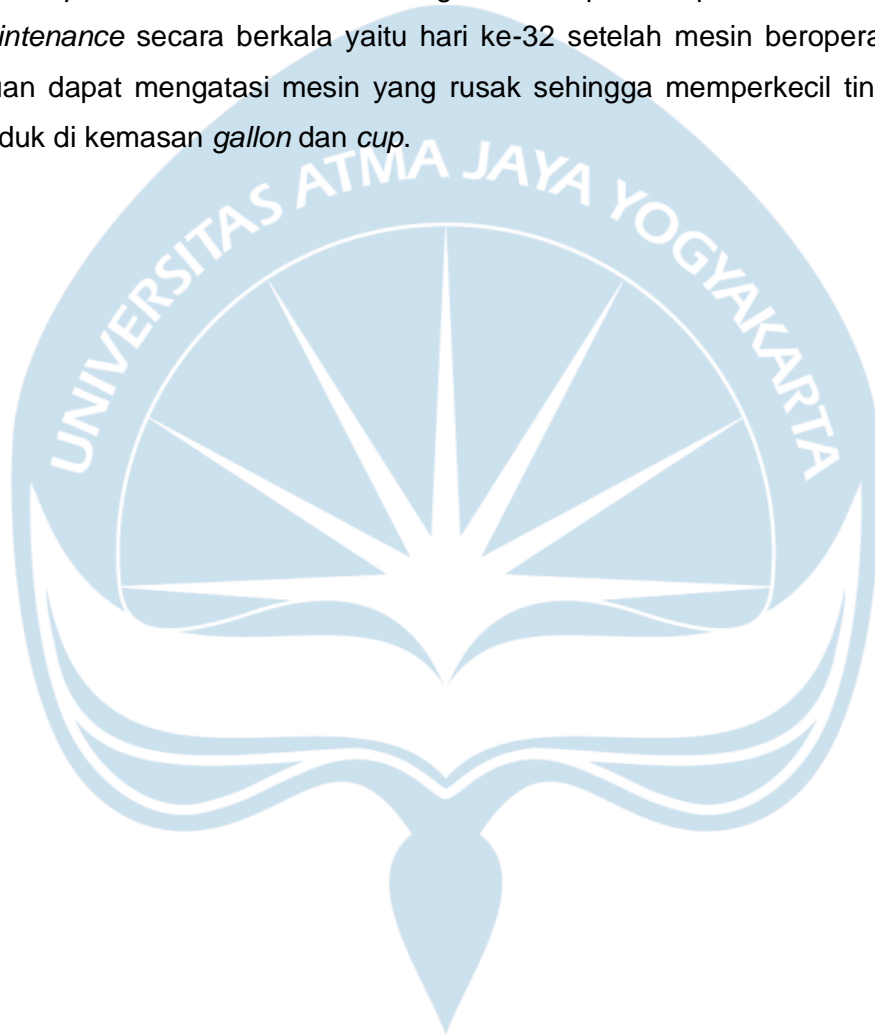 intenance secara berkala yaitu hari ke-32 setelah mesin beropera
uan dapat mengatasi mesin yang rusak sehingga memperkecil tin
duk di kemasan gallon dan cup.
UNIVERSITAS ATMA JAYA YOGYAKARTA